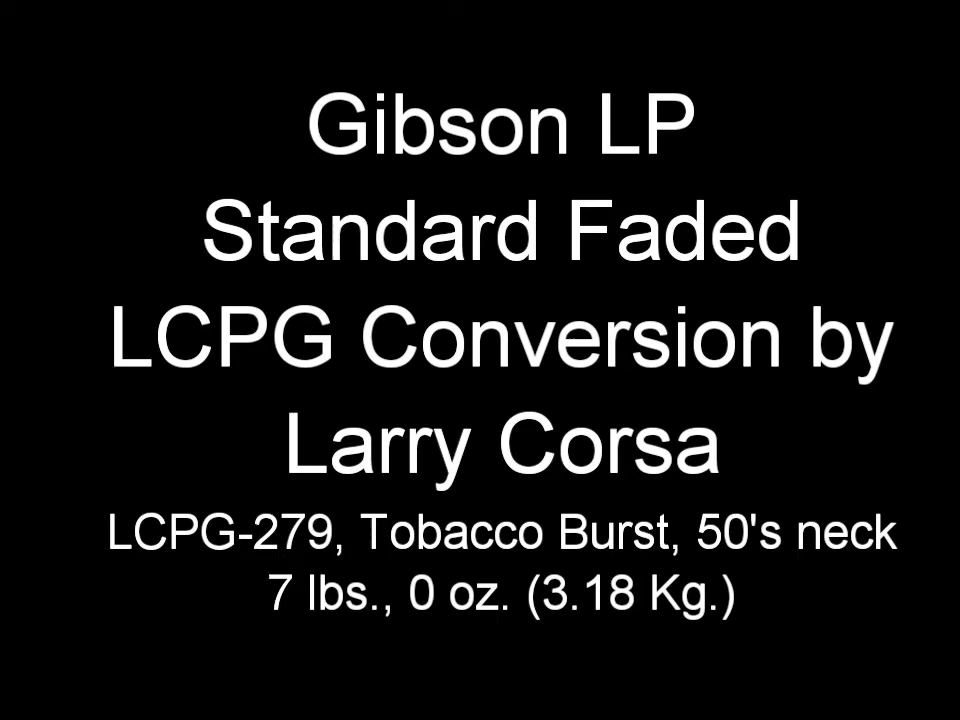 Gibson LP
Standard Faded
LCPG Conversion by
Larry Corsa
LCPG-279, Tobacco Burst, 50's neck
7 lbs., 0 oz. (3.18 Kg.)